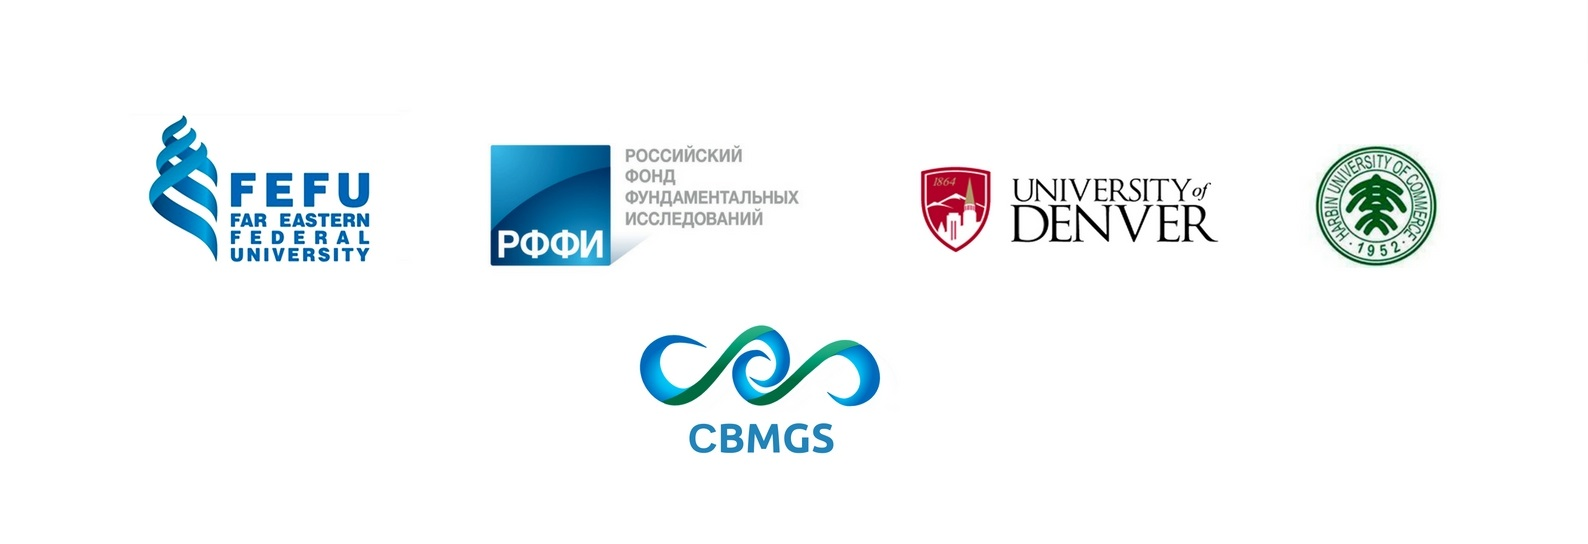 FEFU
FAR EASTERN
FEDERAL
UNIVERSITY
РФФИ
РОССИЙСКИЙ
ФОНД
ФУНДАМЕНТАЛЬНЫХ
ИССЛЕДОВАНИЙ
1864
UNIVERSITY of
DENVER
HARBIN UNIVERSITY OF COMMERCE
·1952·
CBMGS